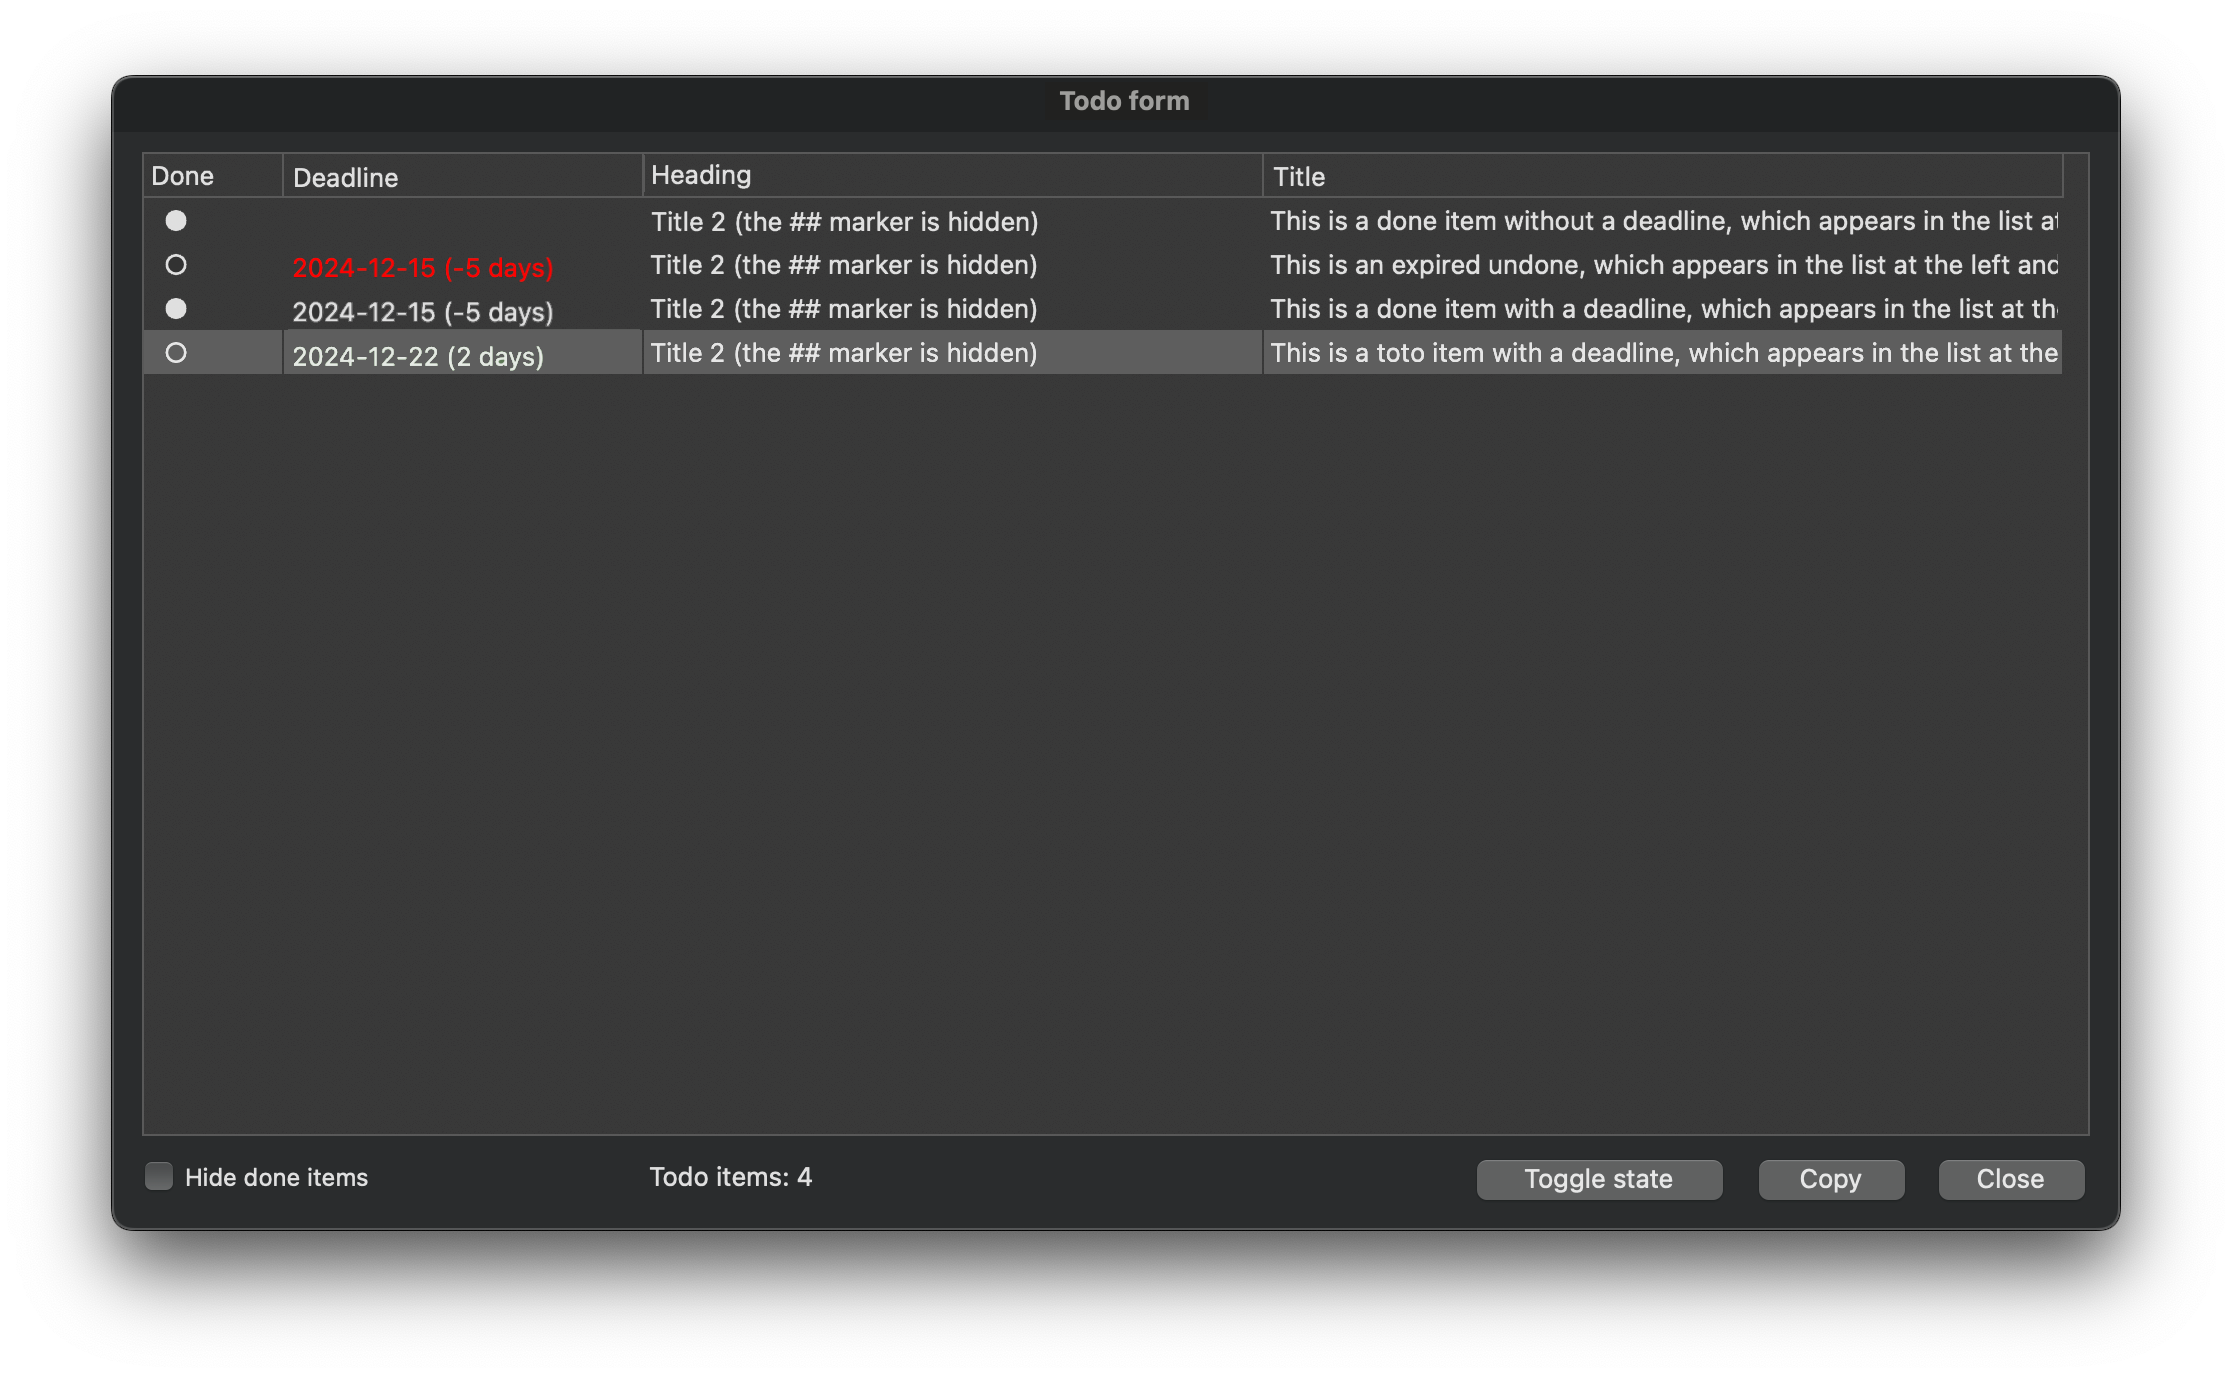 Todo form
Done Deadline Heading Title
Title 2 (the ## marker is hidden) This is a done item without a deadline, which appears in the list at
2024-12-15 (-5 days) Title 2 (the ## marker is hidden) This is an expired undone, which appears in the list at the left and
2024-12-15 (-5 days) Title 2 (the ## marker is hidden) This is a done item with a deadline, which appears in the list at the
2024-12-22 (2 days) Title 2 (the ## marker is hidden) This is a toto item with a deadline, which appears in the list at the
Hide done items Todo items: 4 Toggle state Copy Close